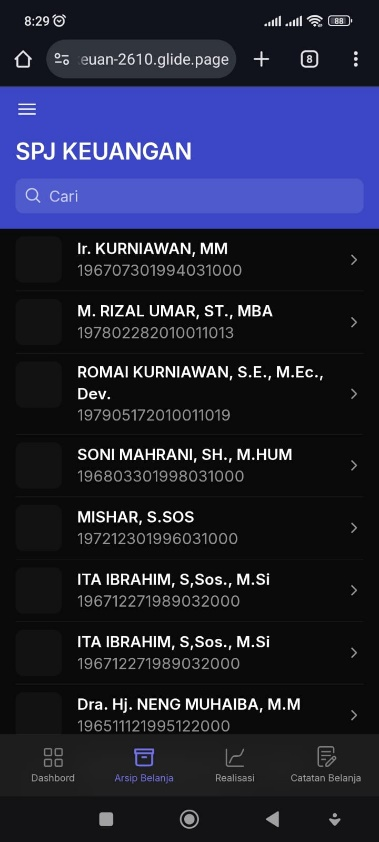 8:29
88
euan-2610.glide.page
8
SPJ KEUANGAN
Cari
Ir. KURNIAWAN, MM
196707301994031000
M. RIZAL UMAR, ST., MBA
197802282010011013
ROMAI KURNIAWAN, S.E., M.Ec.,
Dev.
197905172010011019
SONI MAHRANI, SH., M.HUM
196803301998031000
MISHAR, S.SOS
197212301996031000
ITA IBRAHIM, S,Sos., M.Si
196712271989032000
ITA IBRAHIM, S,Sos., M.Si
196712271989032000
Dra. Hj. NENG MUHAIBA, M.M
196511121995122000
Dashbord
Arsip Belanja
Realisasi
Catatan Belanja